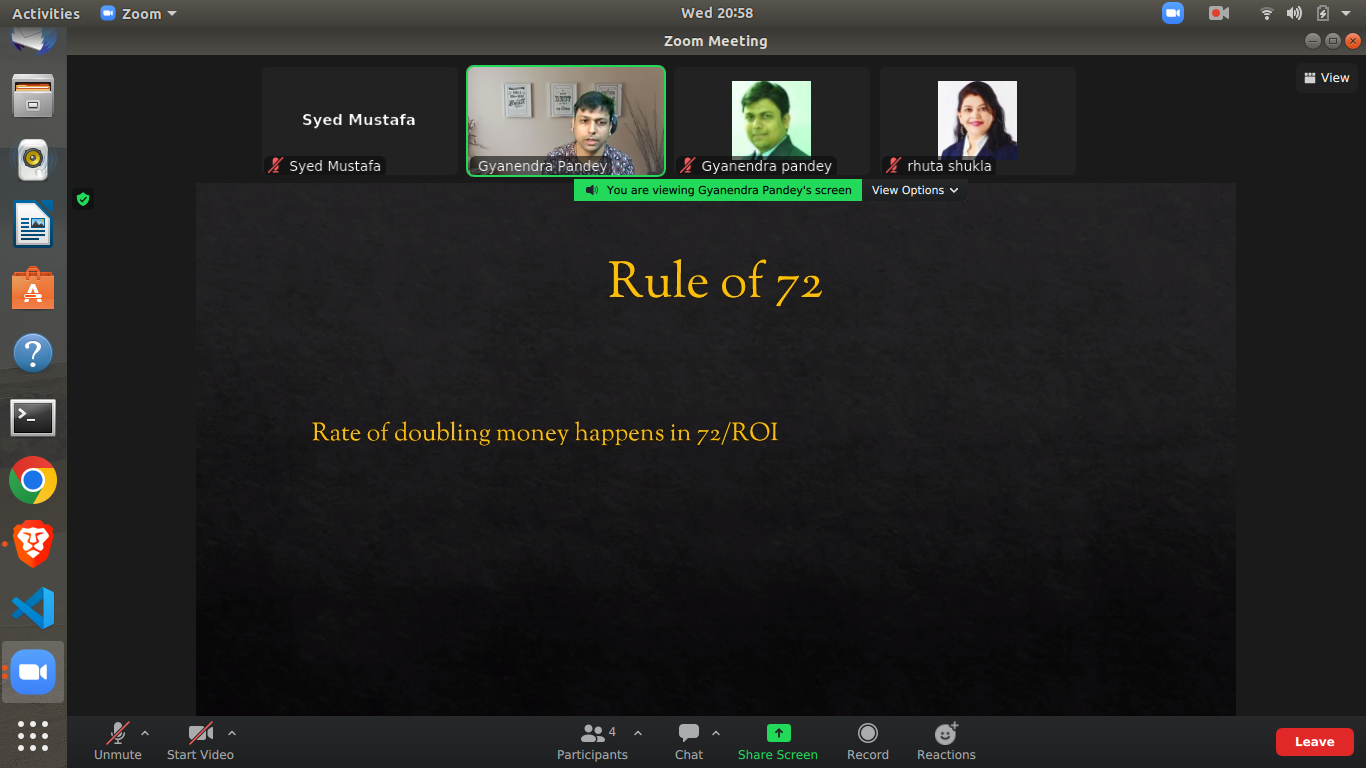 Activities Zoom Wed 20:58
Zoom Meeting
View
Syed Mustafa
Syed Mustafa Gyanendra Pandey Gyanendra pandey rhuta shukla
You are viewing Gyanendra Pandey's screen View Options
Rule of 72
Rate of doubling money happens in 72/ROI
4
Unmute Start Video Participants Chat Share Screen Record Reactions Leave